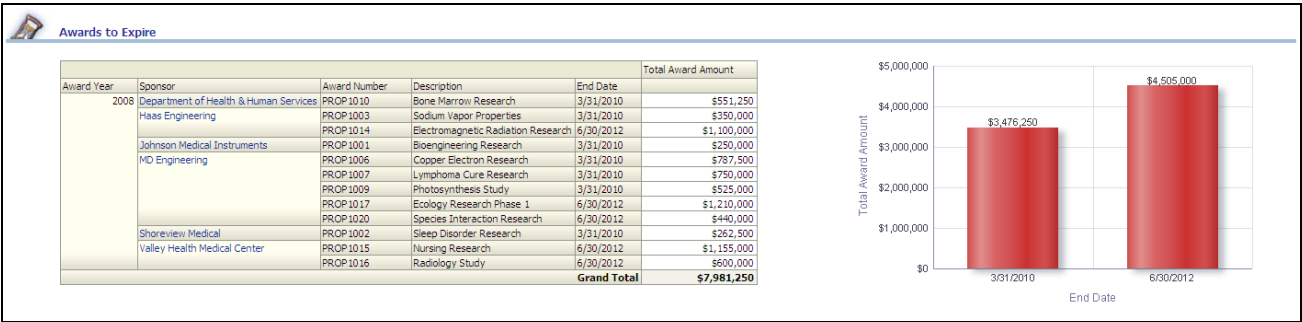 Awards to Expire
Total Award Amount
Award Year Sponsor Award Number Description End Date
2008 Department of Health & Human Services PROP1010 Bone Marrow Research 3/31/2010 $551,250
Haas Engineering PROP1003 Sodium Vapor Properties 3/31/2010 $350,000
PROP1014 Electromagnetic Radiation Research 6/30/2012 $1,100,000
Johnson Medical Instruments PROP1001 Bioengineering Research 3/31/2010 $250,000
MD Engineering PROP1006 Copper Electron Research 3/31/2010 $787,500
PROP1007 Lymphoma Cure Research 3/31/2010 $750,000
PROP1009 Photosynthesis Study 3/31/2010 $525,000
PROP1017 Ecology Research Phase 1 6/30/2012 $1,210,000
PROP1020 Species Interaction Research 6/30/2012 $440,000
Shoreview Medical PROP1002 Sleep Disorder Research 3/31/2010 $262,500
Valley Health Medical Center PROP1015 Nursing Research 6/30/2012 $1,155,000
PROP1016 Radiology Study 6/30/2012 $600,000
Grand Total $7,981,250
Total Award Amount
$5,000,000
$4,000,000
$3,000,000
$2,000,000
$1,000,000
$0
$3,476,250
$4,505,000
3/31/2010 6/30/2012
End Date